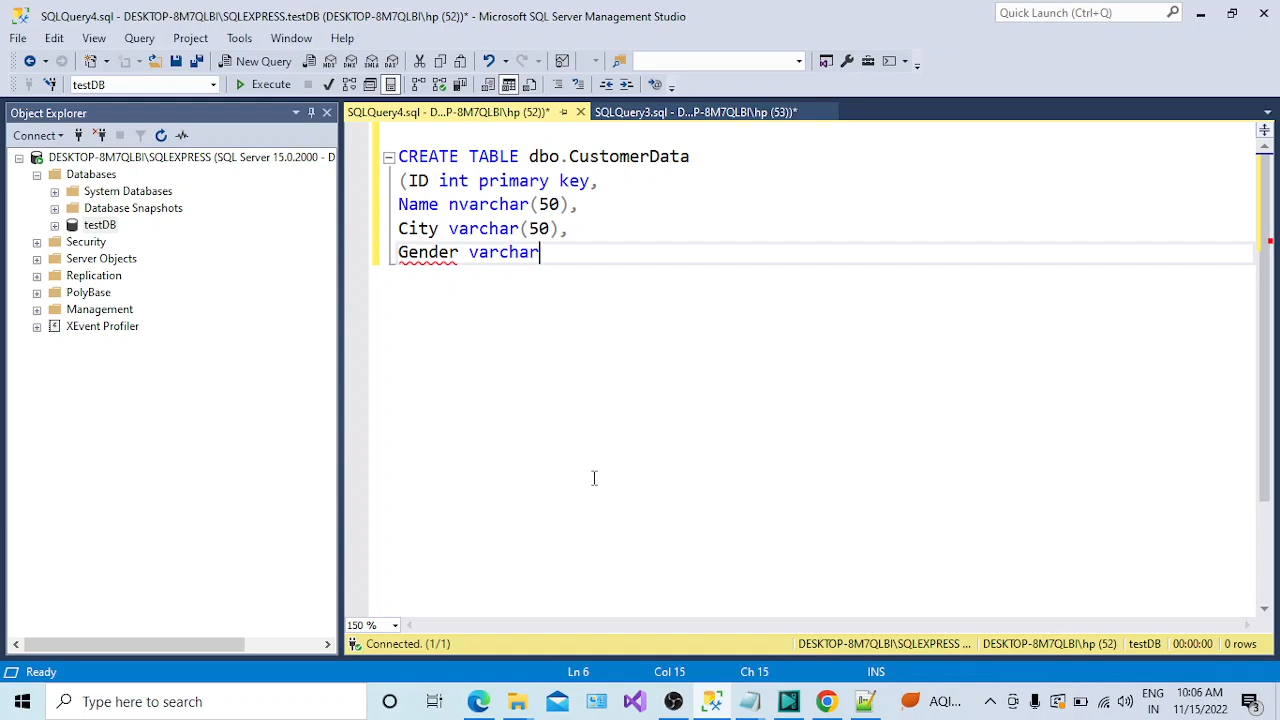 SQLQuery4.sql - DESKTOP-8M7QLBI\SQLEXPRESS.testDB (DESKTOP-8M7QLBI\hp (52))* - Microsoft SQL Server Management Studio
Quick Launch (Ctrl+Q)
File Edit View Query Project Tools Window Help
New Query
MDX DMX XMLA DAX
testDB
Execute
Object Explorer
SQLQuery4.sql - D...P-8M7QLBI\hp (52))*
SQLQuery3.sql - D...P-8M7QLBI\hp (53))*
Connect
DESKTOP-8M7QLBI\SQLEXPRESS (SQL Server 15.0.2000 - D
Databases
System Databases
Database Snapshots
testDB
Security
Server Objects
Replication
PolyBase
Management
XEvent Profiler
CREATE TABLE dbo.CustomerData
(ID int primary key,
Name nvarchar(50),
City varchar(50),
Gender varchar
150 %
Connected. (1/1)
DESKTOP-8M7QLBI\SQLEXPRESS ...
DESKTOP-8M7QLBI\hp (52)
testDB
00:00:00
0 rows
Ready
Ln 6
Col 15
Ch 15
INS
Type here to search
AQI...
ENG
IN
10:06 AM
11/15/2022
3